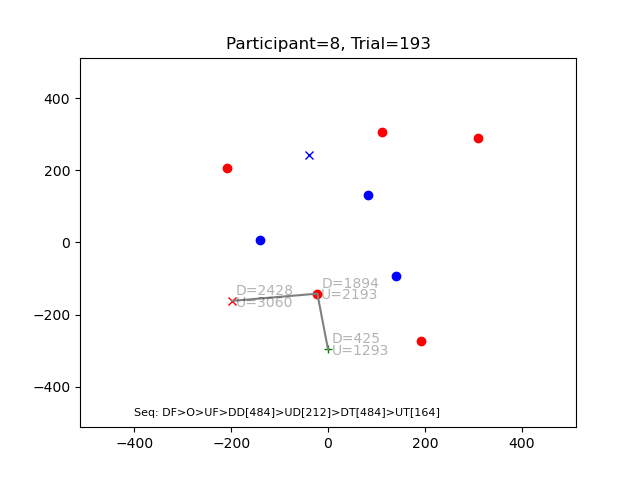 Participant=8, Trial=193
400
200
0
−200
−400
D=2428
U=3060
D=1894
U=2193
D=425
U=1293
Seq: DF>O>UF>DD[484]>UD[212]>DT[484]>UT[164]
−400 −200 0 200 400